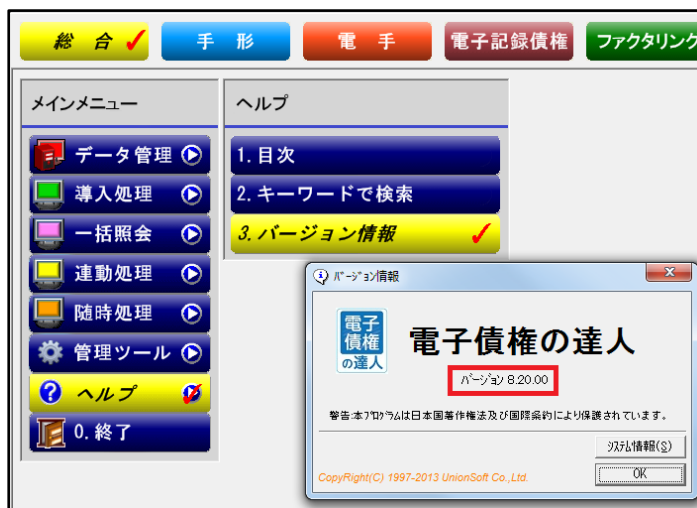 総 合
手 形
電 手
電子記録債権
ファクタリング
メインメニュー
データ管理
導入処理
一括照会
連動処理
随時処理
管理ツール
ヘルプ
0.終了
ヘルプ
1.目次
2.キーワードで検索
3.バージョン情報
バージョン情報
電子
債権
の達人
電子債権の達人
バージョン 8.20.00
警告:本プログラムは日本国著作権法及び国際条約により保護されています。
システム情報(S)
OK
CopyRight(C) 1997-2013 UnionSoft Co.,Ltd.